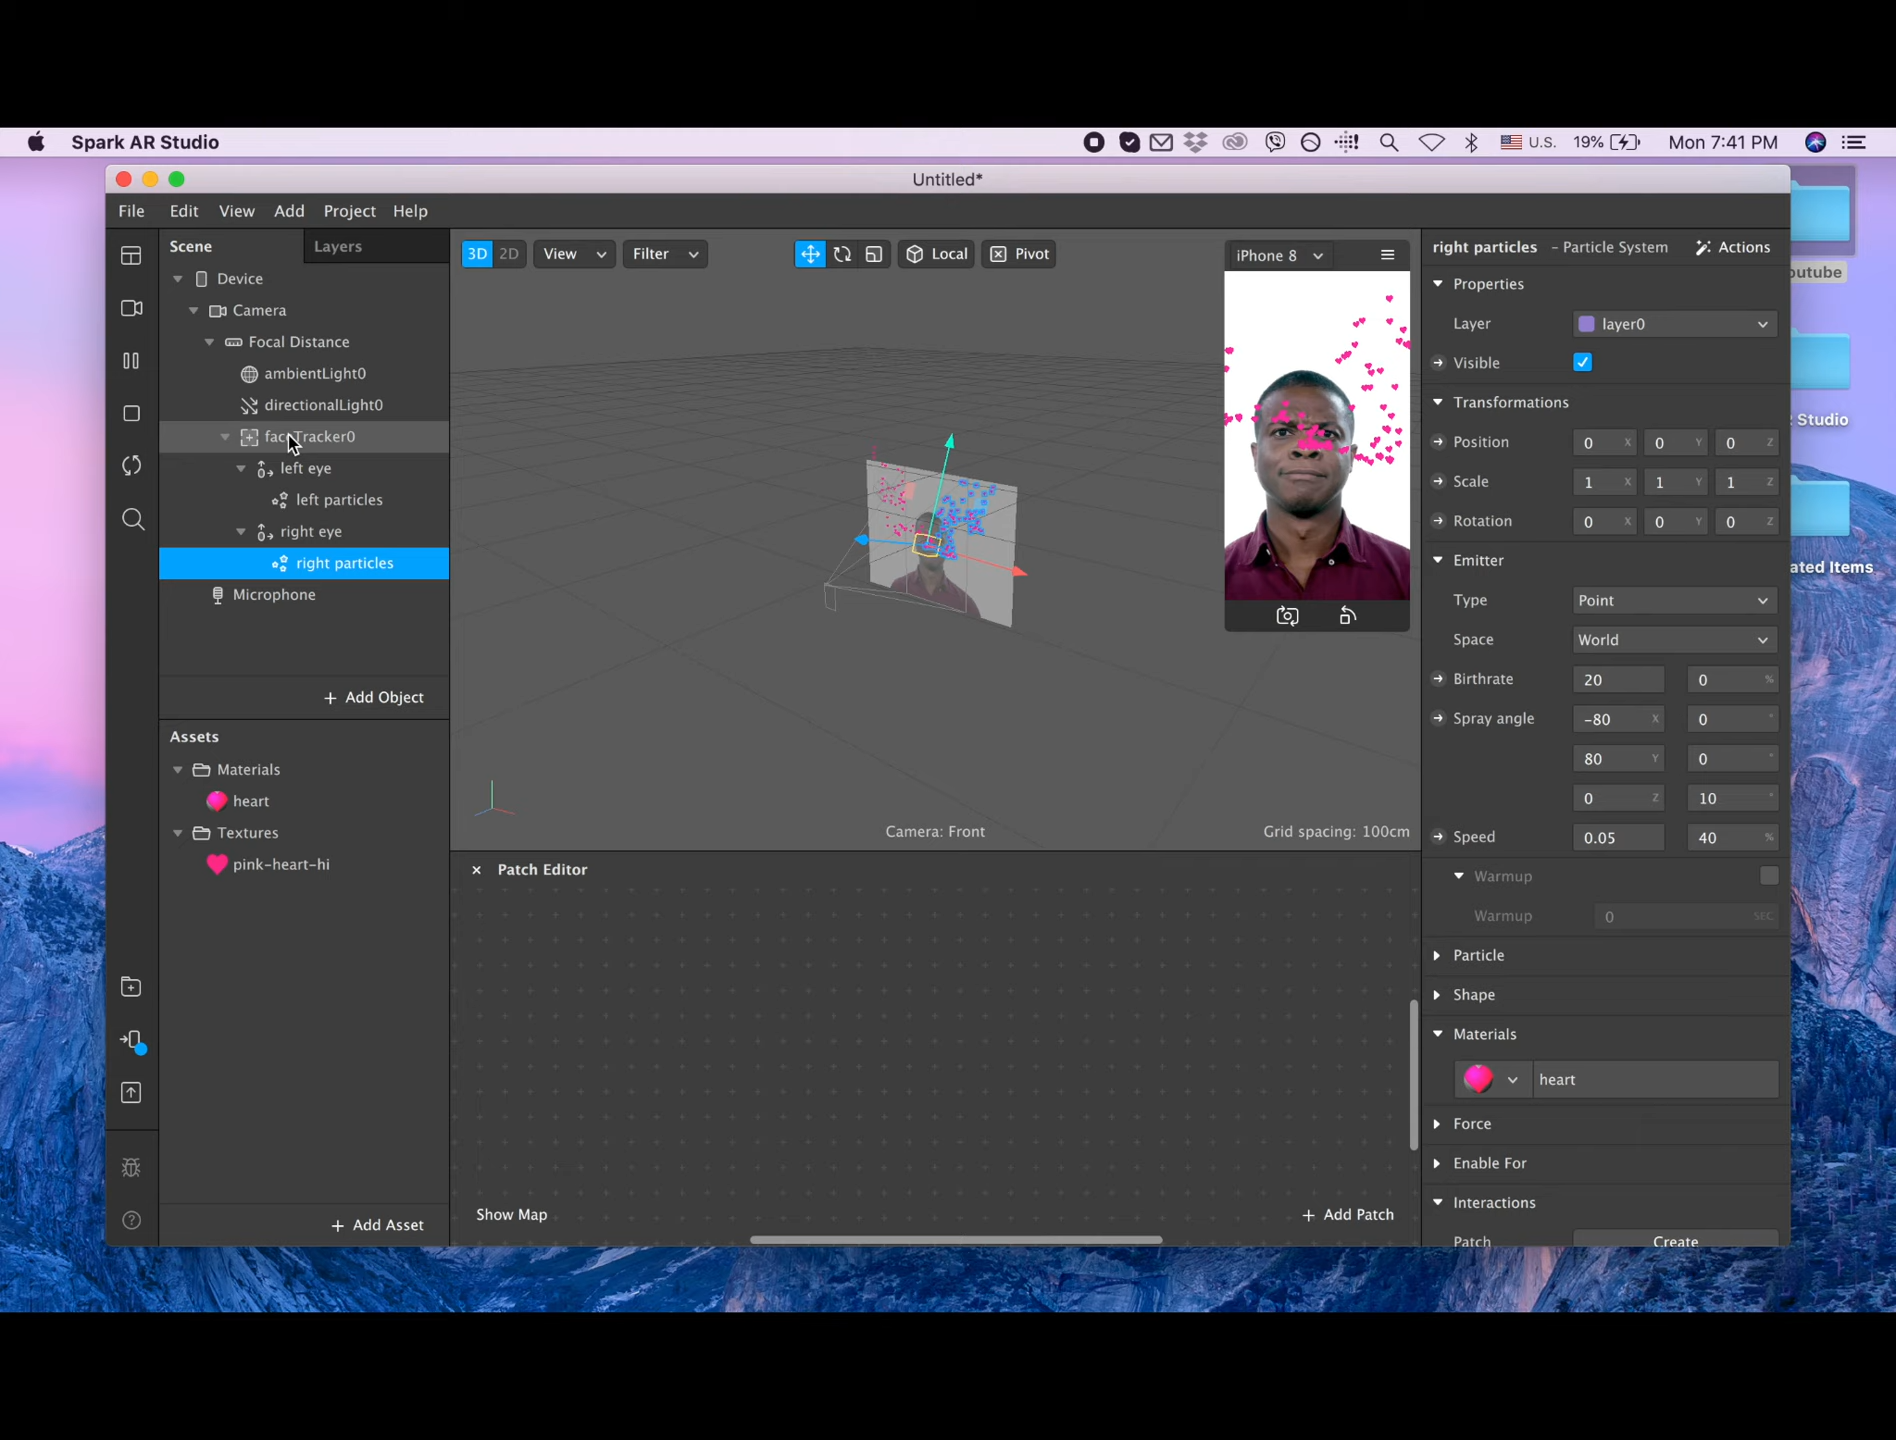 Spark AR Studio
U.S. 19% Mon 7:41 PM
Untitled*
File Edit View Add Project Help
Scene Layers
Device
Camera
Focal Distance
ambientLight0
directionalLight0
faceTracker0
left eye
left particles
right eye
right particles
Microphone
+ Add Object
Assets
Materials
heart
Textures
pink-heart-hi
+ Add Asset
3D 2D View Filter Local Pivot
iPhone 8
Camera: Front
Grid spacing: 100cm
× Patch Editor
Show Map
+ Add Patch
right particles - Particle System Actions
Properties
Layer layer0
Visible
Transformations
Position 0 X 0 Y 0 Z
Scale 1 X 1 Y 1 Z
Rotation 0 X 0 Y 0 Z
Emitter
Type Point
Space World
Birthrate 20 0 %
Spray angle -80 X 0 °
80 Y 0 °
0 Z 10 °
Speed 0.05 40 %
Warmup
Warmup 0 SEC
Particle
Shape
Materials
heart
Force
Enable For
Interactions
Patch Create
outube
Studio
ated Items